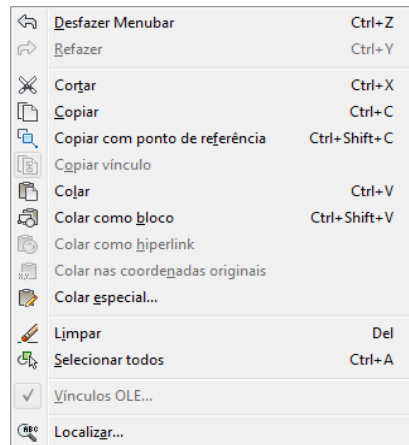 Desfazer Menubar Ctrl+Z
Refazer Ctrl+Y
Cortar Ctrl+X
Copiar Ctrl+C
Copiar com ponto de referência Ctrl+Shift+C
Copiar vínculo
Colar Ctrl+V
Colar como bloco Ctrl+Shift+V
Colar como hiperlink
Colar nas coordenadas originais
Colar especial...
Limpar Del
Selecionar todos Ctrl+A
Vínculos OLE...
ABC Localizar...